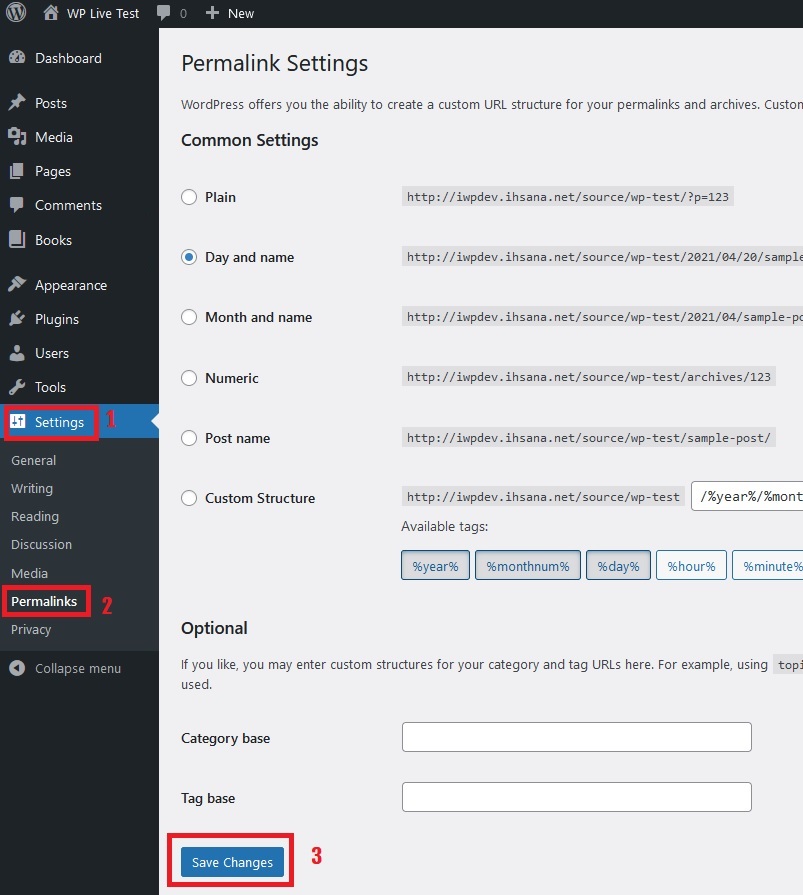 WP Live Test 0 New
Dashboard
Posts
Media
Pages
Comments
Books
Appearance
Plugins
Users
Tools
Settings 1
General
Writing
Reading
Discussion
Media
Permalinks 2
Privacy
Collapse menu
Permalink Settings
WordPress offers you the ability to create a custom URL structure for your permalinks and archives. Custom
Common Settings
Plain http://iwpdev.ihsana.net/source/wp-test/?p=123
Day and name http://iwpdev.ihsana.net/source/wp-test/2021/04/20/sample
Month and name http://iwpdev.ihsana.net/source/wp-test/2021/04/sample-po
Numeric http://iwpdev.ihsana.net/source/wp-test/archives/123
Post name http://iwpdev.ihsana.net/source/wp-test/sample-post/
Custom Structure http://iwpdev.ihsana.net/source/wp-test /%year%/%mont
Available tags:
%year% %monthnum% %day% %hour% %minute%
Optional
If you like, you may enter custom structures for your category and tag URLs here. For example, using topi
used.
Category base
Tag base
Save Changes 3